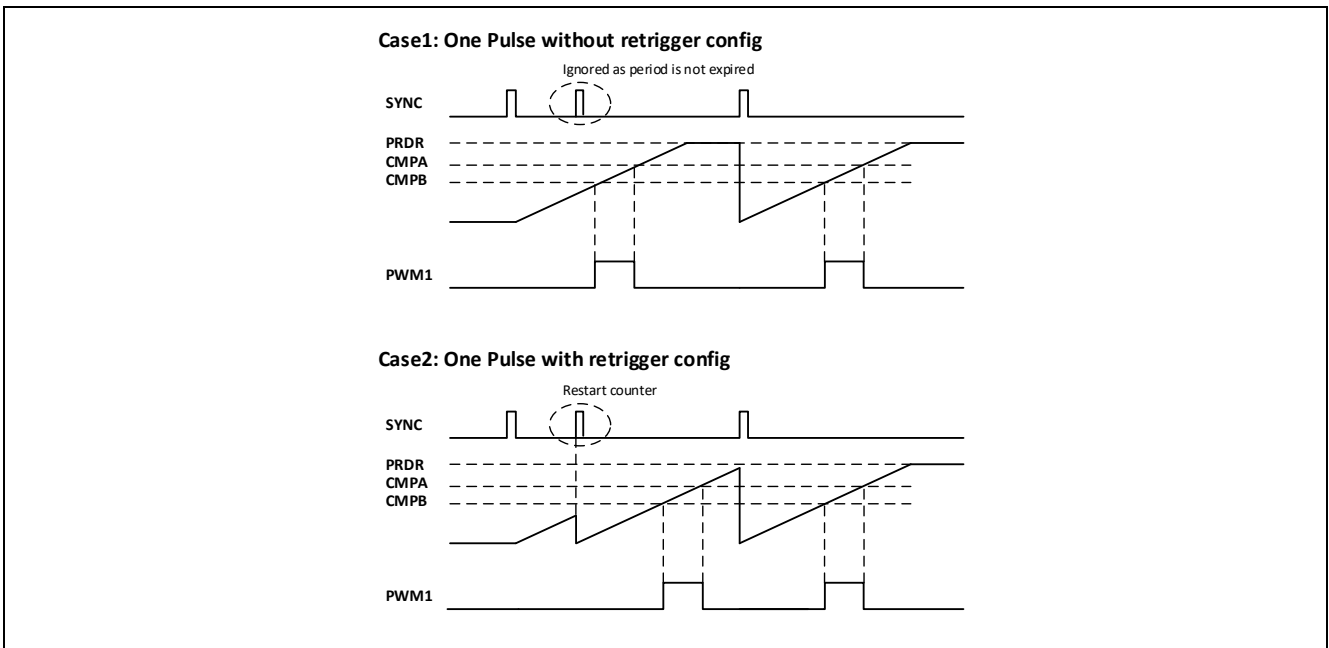 Case1: One Pulse without retrigger config
Ignored as period is not expired
SYNC
PRDR
CMPA
CMPB
PWM1
Case2: One Pulse with retrigger config
Restart counter
SYNC
PRDR
CMPA
CMPB
PWM1